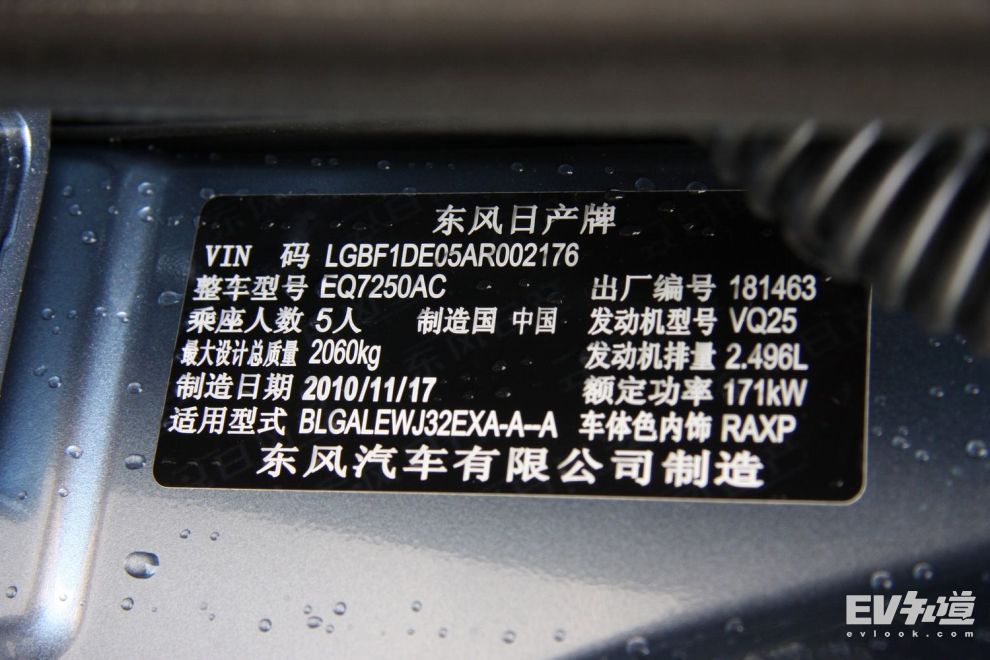 东风日产牌
VIN 码 LGBF1DE05AR002176
整车型号 EQ7250AC 出厂编号 181463
乘座人数 5人 制造国 中国 发动机型号 VQ25
最大设计总质量 2060kg 发动机排量 2.496L
制造日期 2010/11/17 额定功率 171kW
适用型式 BLGALEWJ32EXA-A--A 车体色内饰 RAXP
东风汽车有限公司制造
EV知道
evlook.com